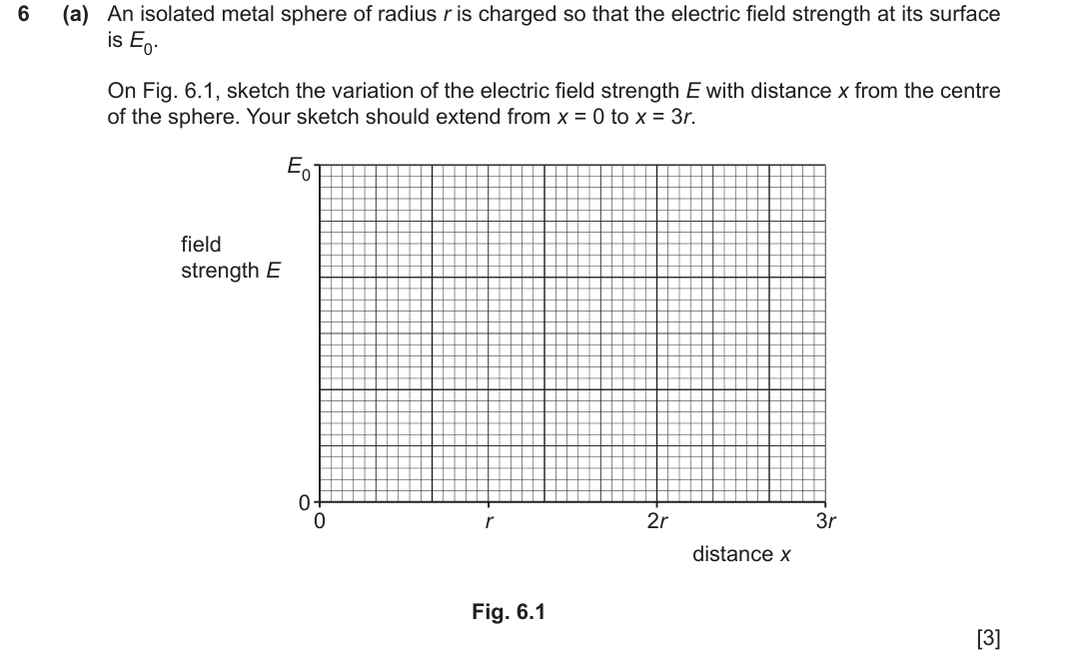 6 (a) An isolated metal sphere of radius r is charged so that the electric field strength at its surface
is E₀.
On Fig. 6.1, sketch the variation of the electric field strength E with distance x from the centre
of the sphere. Your sketch should extend from x = 0 to x = 3r.
E₀
field
strength E
0
0 r 2r 3r
distance x
Fig. 6.1
[3]